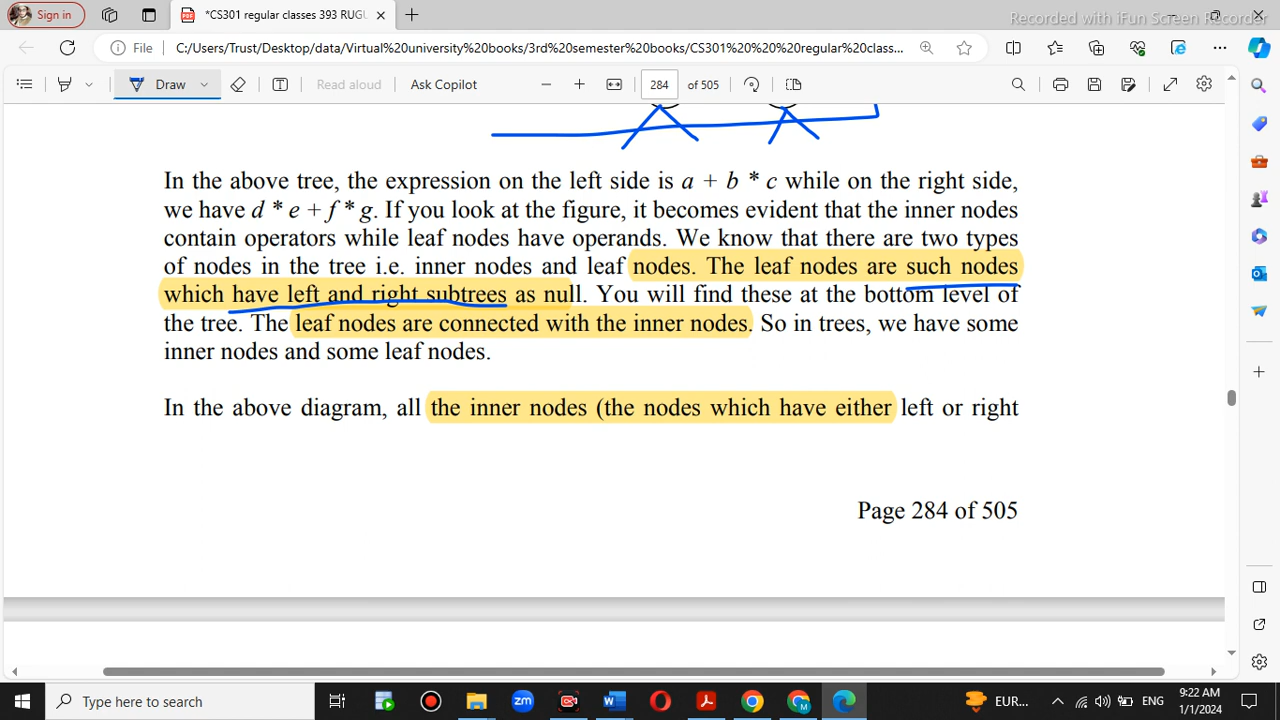 Sign in
*CS301 regular classes 393 RUGU
Recorded with iFun Screen Recorder
File
C:/Users/Trust/Desktop/data/Virtual%20university%20books/3rd%20semester%20books/CS301%20%20%20regular%20clas...
Draw
Read aloud
Ask Copilot
284 of 505
In the above tree, the expression on the left side is a + b * c while on the right side,
we have d * e + f * g. If you look at the figure, it becomes evident that the inner nodes
contain operators while leaf nodes have operands. We know that there are two types
of nodes in the tree i.e. inner nodes and leaf nodes. The leaf nodes are such nodes
which have left and right subtrees as null. You will find these at the bottom level of
the tree. The leaf nodes are connected with the inner nodes. So in trees, we have some
inner nodes and some leaf nodes.
In the above diagram, all the inner nodes (the nodes which have either left or right
Page 284 of 505
Type here to search
EUR...
ENG
9:22 AM
1/1/2024